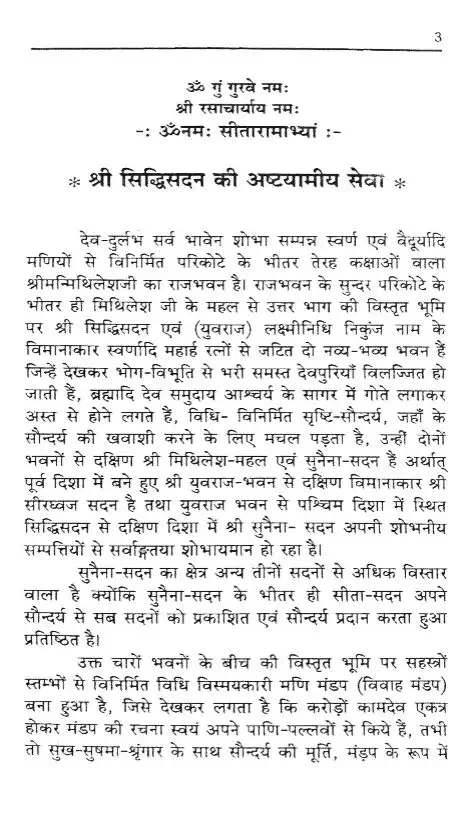 3
ॐ गुं गुरवे नमः
श्री रसाचार्याय नमः
-: ॐनमः सीतारामाभ्यां :-
* श्री सिद्धिसदन की अष्टयामीय सेवा *
देव-दुर्लभ सर्व भावेन शोभा सम्पन्न स्वर्ण एवं वैदूर्यादि
मणियों से विनिर्मित परिकोटे के भीतर तेरह कक्षाओं वाला
श्रीमन्मिथिलेशजी का राजभवन है। राजभवन के सुन्दर परिकोटे के
भीतर ही मिथिलेश जी के महल से उत्तर भाग की विस्तृत भूमि
पर श्री सिद्धिसदन एवं (युवराज) लक्ष्मीनिधि निकुंज नाम के
विमानाकार स्वर्णादि महार्ह रत्नों से जटित दो नव्य-भव्य भवन हैं
जिन्हें देखकर भोग-विभूति से भरी समस्त देवपुरियाँ विलज्जित हो
जाती हैं, ब्रह्मादि देव समुदाय आश्चर्य के सागर में गोते लगाकर
अस्त से होने लगते हैं, विधि- विनिर्मित सृष्टि-सौन्दर्य, जहाँ के
सौन्दर्य की खवाशी करने के लिए मचल पड़ता है, उन्हीं दोनों
भवनों से दक्षिण श्री मिथिलेश-महल एवं सुनैना-सदन हैं अर्थात्
पूर्व दिशा में बने हुए श्री युवराज-भवन से दक्षिण विमानाकार श्री
सीरध्वज सदन है तथा युवराज भवन से पश्चिम दिशा में स्थित
सिद्धिसदन से दक्षिण दिशा में श्री सुनैना- सदन अपनी शोभनीय
सम्पत्तियों से सर्वाङ्गतया शोभायमान हो रहा है।
सुनैना-सदन का क्षेत्र अन्य तीनों सदनों से अधिक विस्तार
वाला है क्योंकि सुनैना-सदन के भीतर ही सीता-सदन अपने
सौन्दर्य से सब सदनों को प्रकाशित एवं सौन्दर्य प्रदान करता हुआ
प्रतिष्ठित है।
उक्त चारों भवनों के बीच की विस्तृत भूमि पर सहस्त्रों
स्तम्भों से विनिर्मित विधि विस्मयकारी मणि मंडप (विवाह मंडप)
बना हुआ है, जिसे देखकर लगता है कि करोड़ों कामदेव एकत्र
होकर मंडप की रचना स्वयं अपने पाणि-पल्लवों से किये हैं, तभी
तो सुख-सुषमा-श्रृंगार के साथ सौन्दर्य की मूर्ति, मंड़प के रूप में